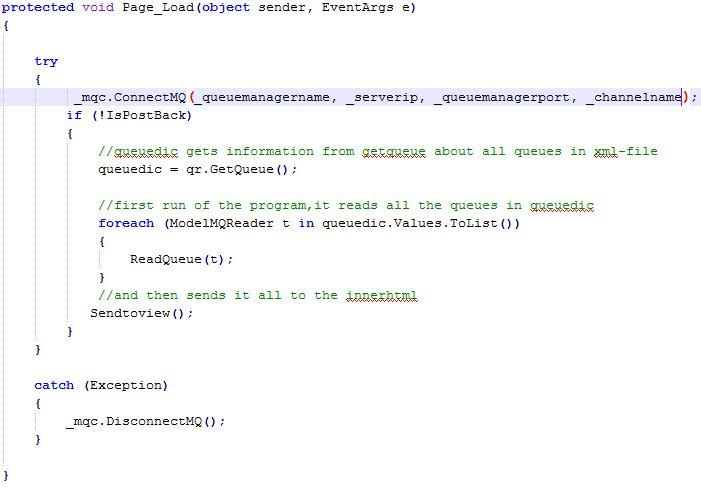 protected void Page_Load(object sender, EventArgs e)
{
try
{
_mqc.ConnectMQ(_queuemanagername, _serverip, _queuemanagerport, _channelname);
if (!IsPostBack)
{
//queuedic gets information from getqueue about all queues in xml-file
queuedic = qr.GetQueue();
//first run of the program,it reads all the queues in queuedic
foreach (ModelMQReader t in queuedic.Values.ToList())
{
ReadQueue(t);
}
//and then sends it all to the innerhtml
Sendtoview();
}
}
catch (Exception)
{
_mqc.DisconnectMQ();
}
}